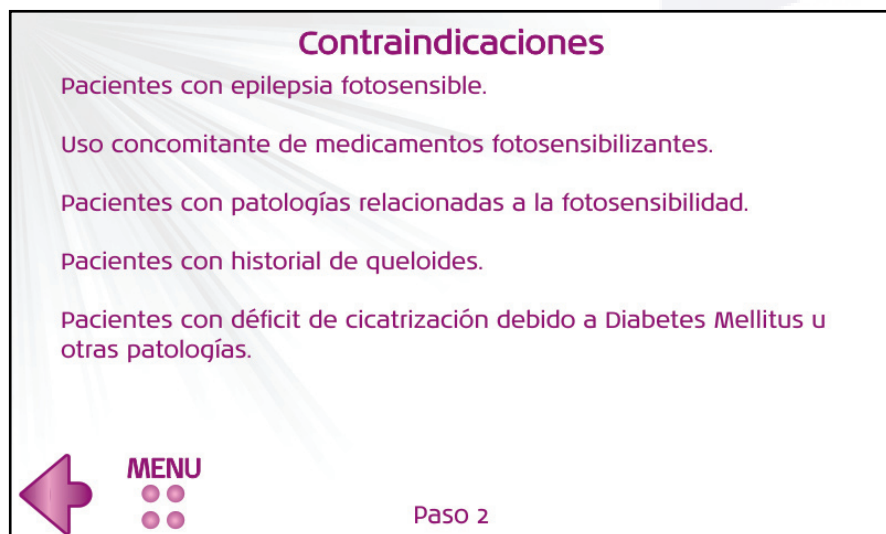 Contraindicaciones
Pacientes con epilepsia fotosensible.
Uso concomitante de medicamentos fotosensibilizantes.
Pacientes con patologías relacionadas a la fotosensibilidad.
Pacientes con historial de queloides.
Pacientes con déficit de cicatrización debido a Diabetes Mellitus u
otras patologías.
MENU
Paso 2